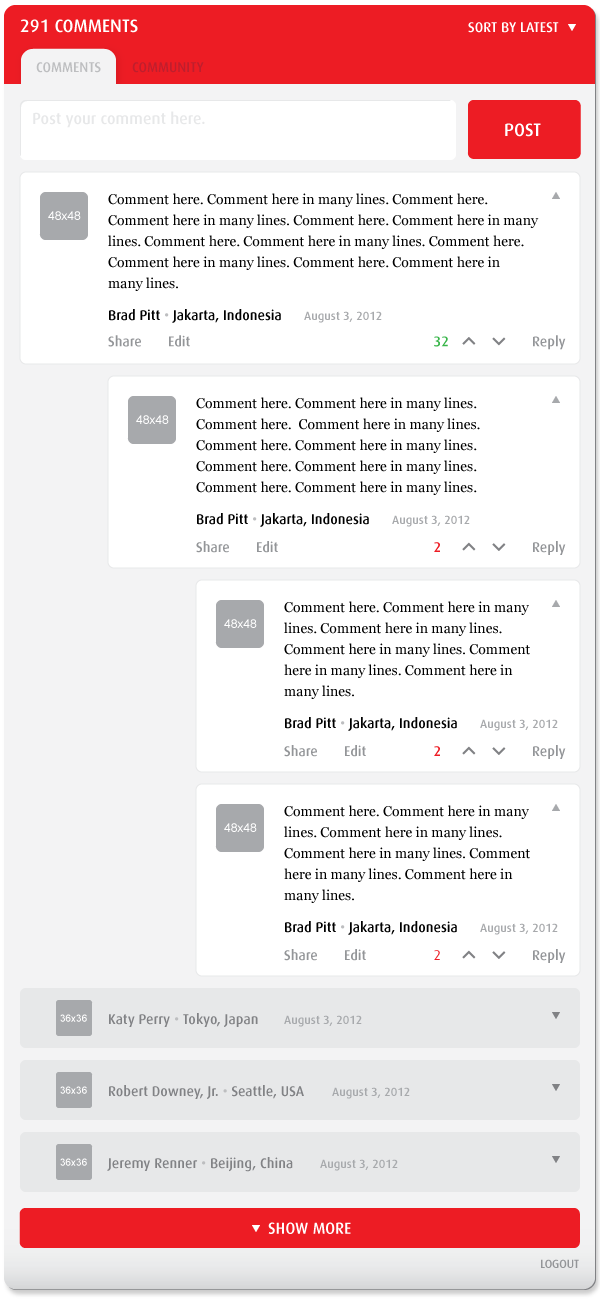 291 COMMENTS
SORT BY LATEST ▼
COMMENTS
COMMUNITY
Post your comment here.
POST
48x48
Comment here. Comment here in many lines. Comment here.
Comment here in many lines. Comment here. Comment here in many
lines. Comment here. Comment here in many lines. Comment here.
Comment here in many lines. Comment here. Comment here in
many lines.
Brad Pitt • Jakarta, Indonesia August 3, 2012
Share Edit 32 Reply
48x48
Comment here. Comment here in many lines.
Comment here.  Comment here in many lines.
Comment here. Comment here in many lines.
Comment here. Comment here in many lines.
Comment here. Comment here in many lines.
Brad Pitt • Jakarta, Indonesia August 3, 2012
Share Edit 2 Reply
48x48
Comment here. Comment here in many
lines. Comment here in many lines.
Comment here in many lines. Comment
here in many lines. Comment here in
many lines.
Brad Pitt • Jakarta, Indonesia August 3, 2012
Share Edit 2 Reply
48x48
Comment here. Comment here in many
lines. Comment here in many lines.
Comment here in many lines. Comment
here in many lines. Comment here in
many lines.
Brad Pitt • Jakarta, Indonesia August 3, 2012
Share Edit 2 Reply
36x36
Katy Perry • Tokyo, Japan August 3, 2012
36x36
Robert Downey, Jr. • Seattle, USA August 3, 2012
36x36
Jeremy Renner • Beijing, China August 3, 2012
▼ SHOW MORE
LOGOUT